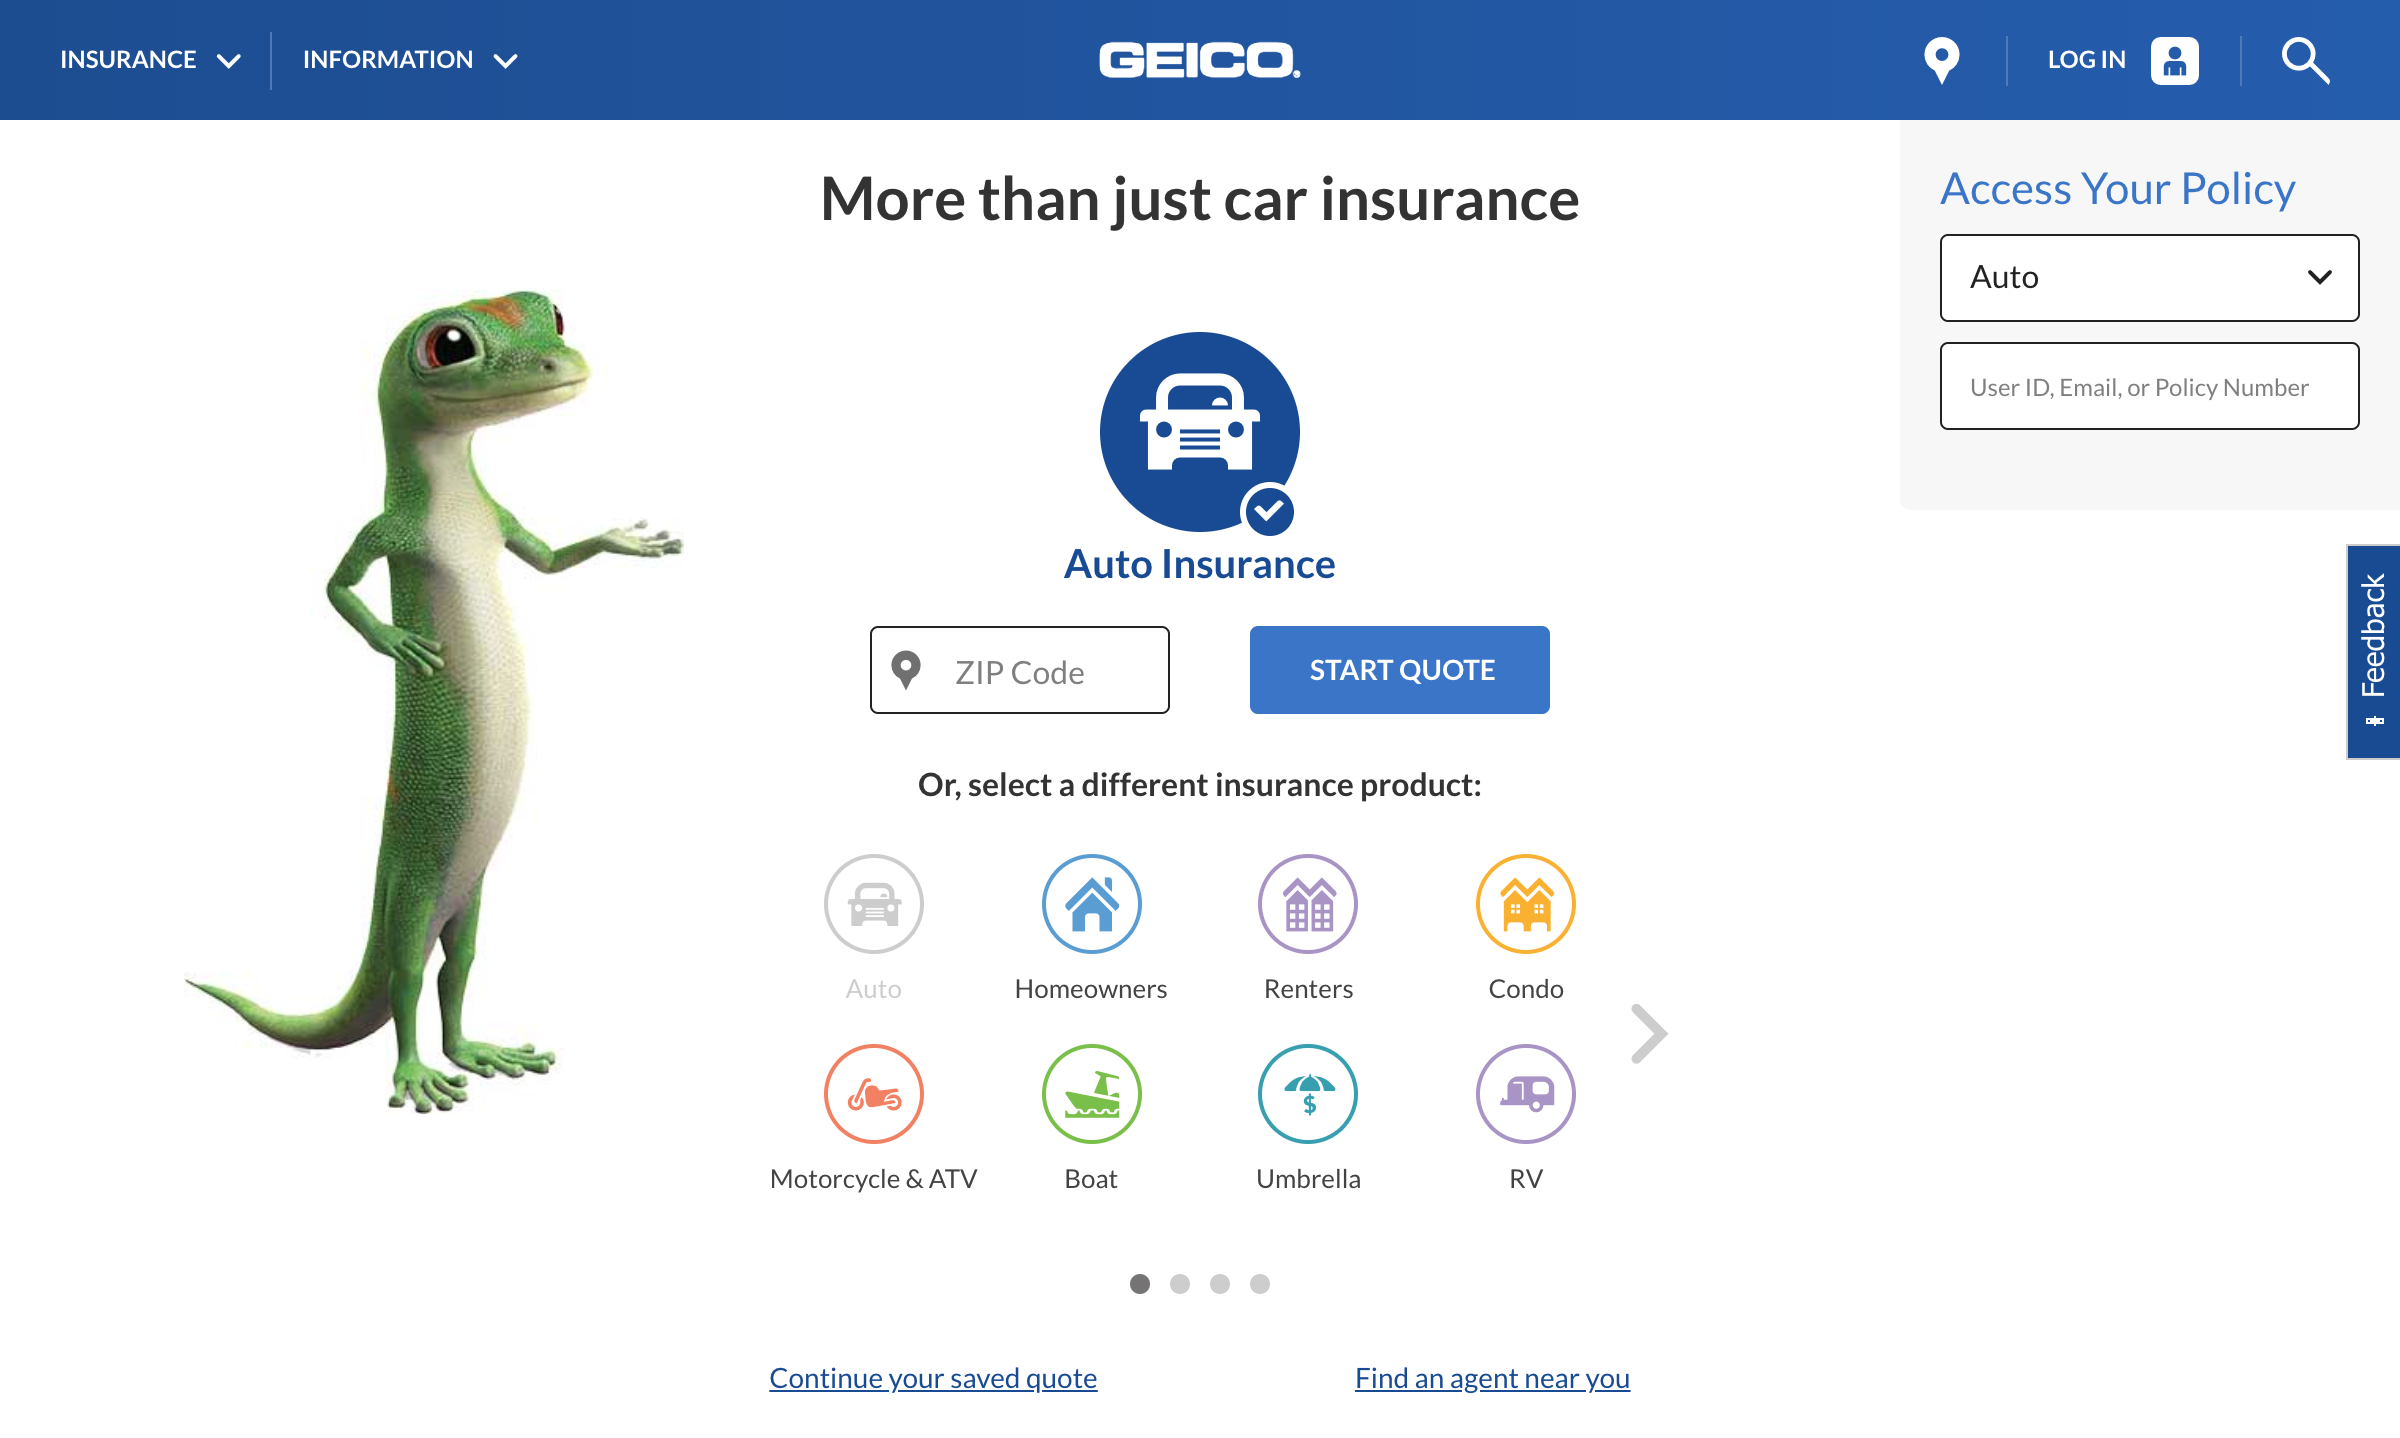 INSURANCE
INFORMATION
GEICO
LOG IN
More than just car insurance
Access Your Policy
Auto
User ID, Email, or Policy Number
Auto Insurance
ZIP Code
START QUOTE
Feedback
Or, select a different insurance product:
Auto
Homeowners
Renters
Condo
Motorcycle & ATV
Boat
Umbrella
RV
Continue your saved quote
Find an agent near you